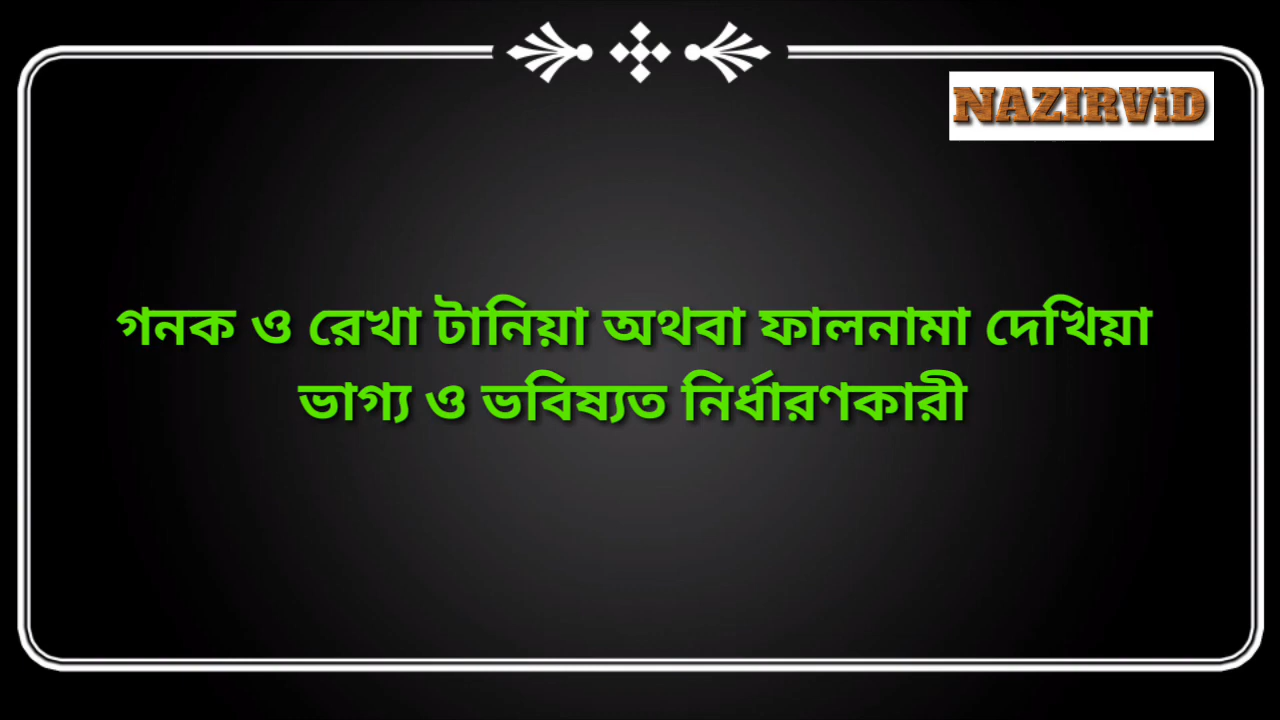 NAZIRViD
গনক ও রেখা টানিয়া অথবা ফালনামা দেখিয়া
ভাগ্য ও ভবিষ্যত নির্ধারণকারী